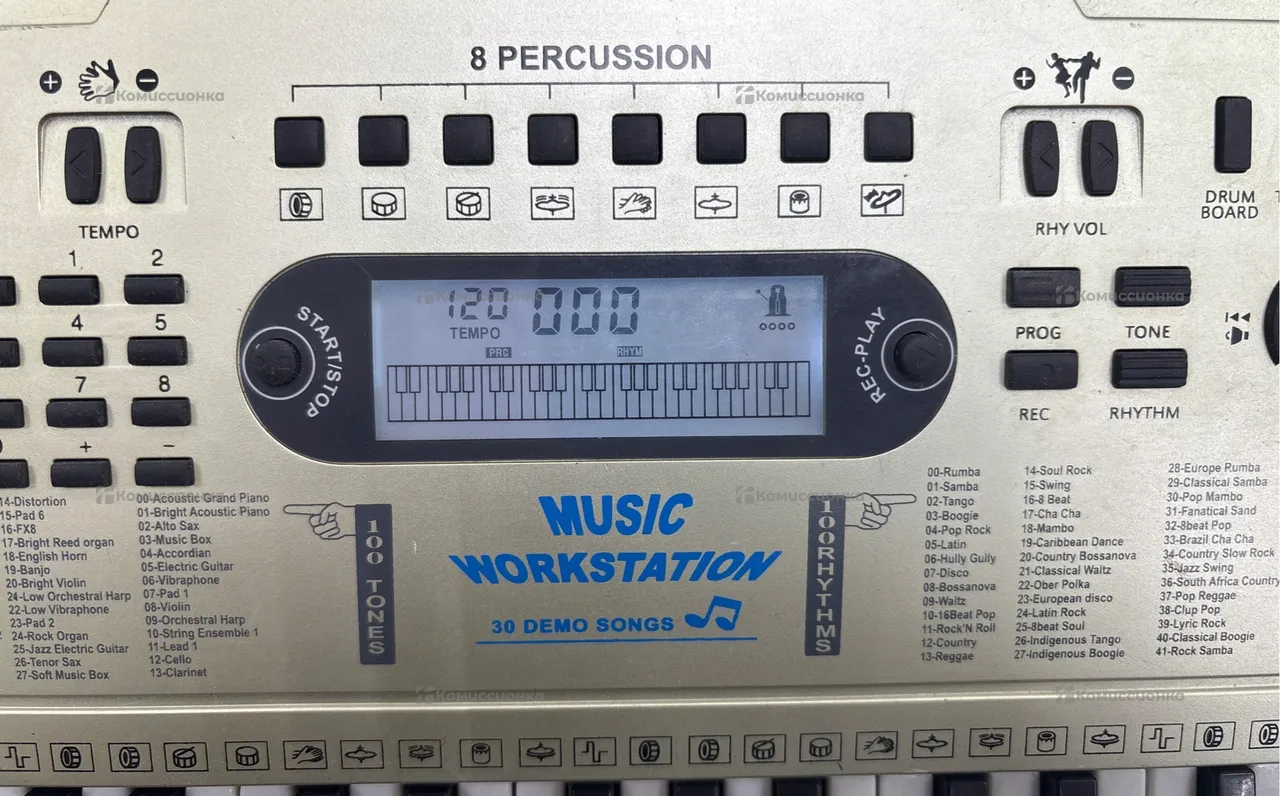 8 PERCUSSION
Комиссионка
Комиссионка
TEMPO
RHY VOL
DRUM
BOARD
1
2
4
5
7
8
+
-
START/STOP
120
000
TEMPO
PRG
RHYM
REC-PLAY
Комиссионка
PROG
TONE
REC
RHYTHM
14-Distortion
15-Pad 6
16-FX8
17-Bright Reed organ
18-English Horn
19-Banjo
20-Bright Violin
24-Low Orchestral Harp
22-Low Vibraphone
23-Pad 2
24-Rock Organ
25-Jazz Electric Guitar
26-Tenor Sax
27-Soft Music Box
00-Acoustic Grand Piano
01-Bright Acoustic Piano
02-Alto Sax
03-Music Box
04-Accordian
05-Electric Guitar
06-Vibraphone
07-Pad 1
08-Violin
09-Orchestral Harp
10-String Ensemble 1
11-Lead 1
12-Cello
13-Clarinet
100 TONES
MUSIC
WORKSTATION
30 DEMO SONGS
Комиссионка
100RHYTHMS
00-Rumba
01-Samba
02-Tango
03-Boogie
04-Pop Rock
05-Latin
06-Hully Gully
07-Disco
08-Bossanova
09-Waltz
10-16Beat Pop
11-Rock'N Roll
12-Country
13-Reggae
14-Soul Rock
15-Swing
16-8 Beat
17-Cha Cha
18-Mambo
19-Caribbean Dance
20-Country Bossanova
21-Classical Waltz
22-Ober Polka
23-European disco
24-Latin Rock
25-8beat Soul
26-Indigenous Tango
27-Indigenous Boogie
28-Europe Rumba
29-Classical Samba
30-Pop Mambo
31-Fanatical Sand
32-8beat Pop
33-Brazil Cha Cha
34-Country Slow Rock
35-Jazz Swing
36-South Africa Country
37-Pop Reggae
38-Clup Pop
39-Lyric Rock
40-Classical Boogie
41-Rock Samba
Комиссионка
Комиссионка